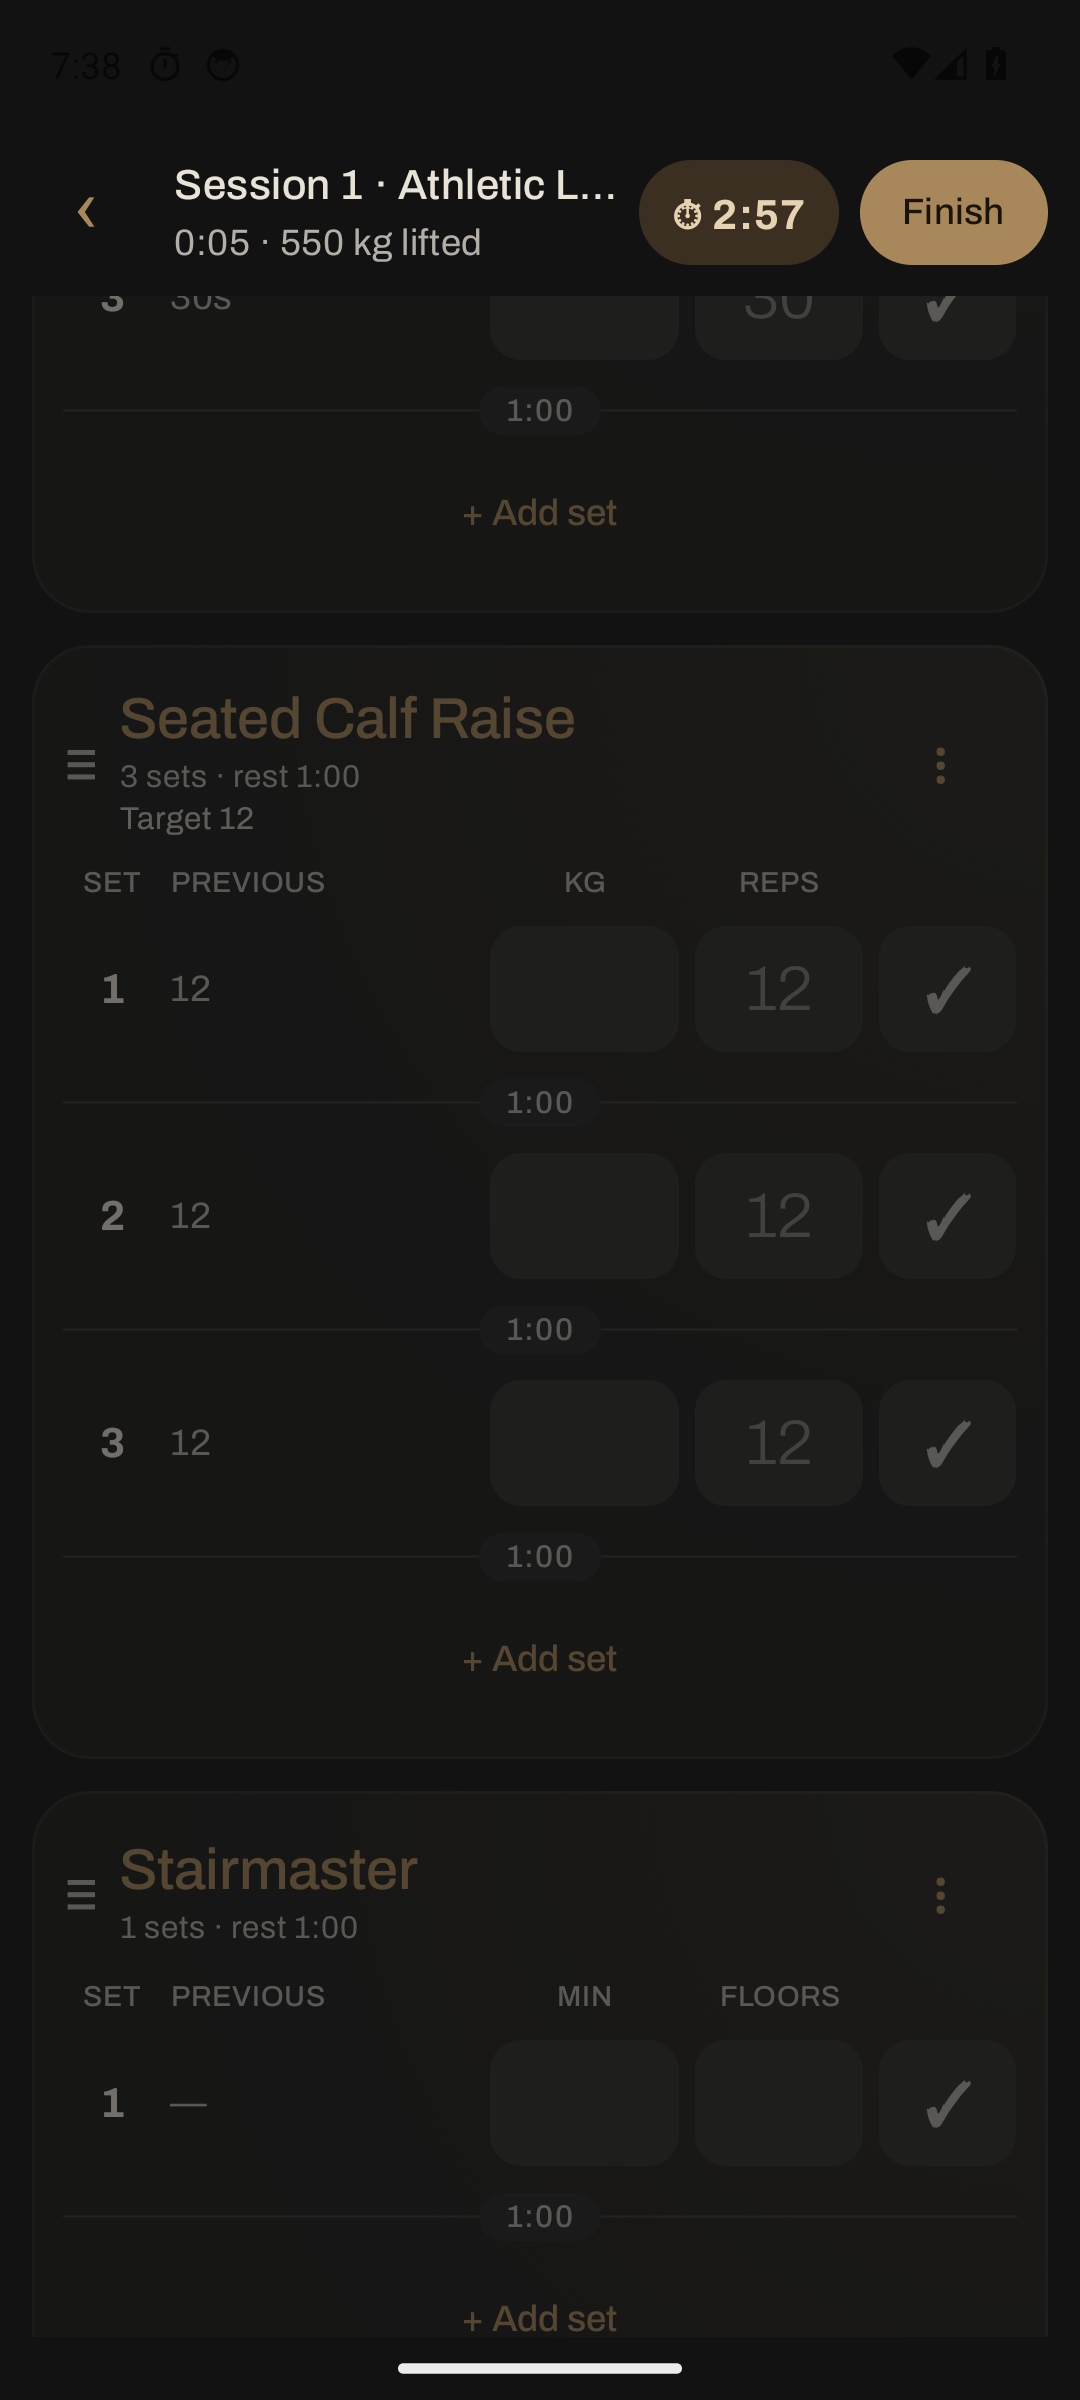 7:38
Session 1 · Athletic L...
0:05 · 550 kg lifted
2:57
Finish
3 30s 30 ✓
1:00
+ Add set
Seated Calf Raise
3 sets · rest 1:00
Target 12
SET PREVIOUS KG REPS
1 12 12 ✓
1:00
2 12 12 ✓
1:00
3 12 12 ✓
1:00
+ Add set
Stairmaster
1 sets · rest 1:00
SET PREVIOUS MIN FLOORS
1 — ✓
1:00
+ Add set